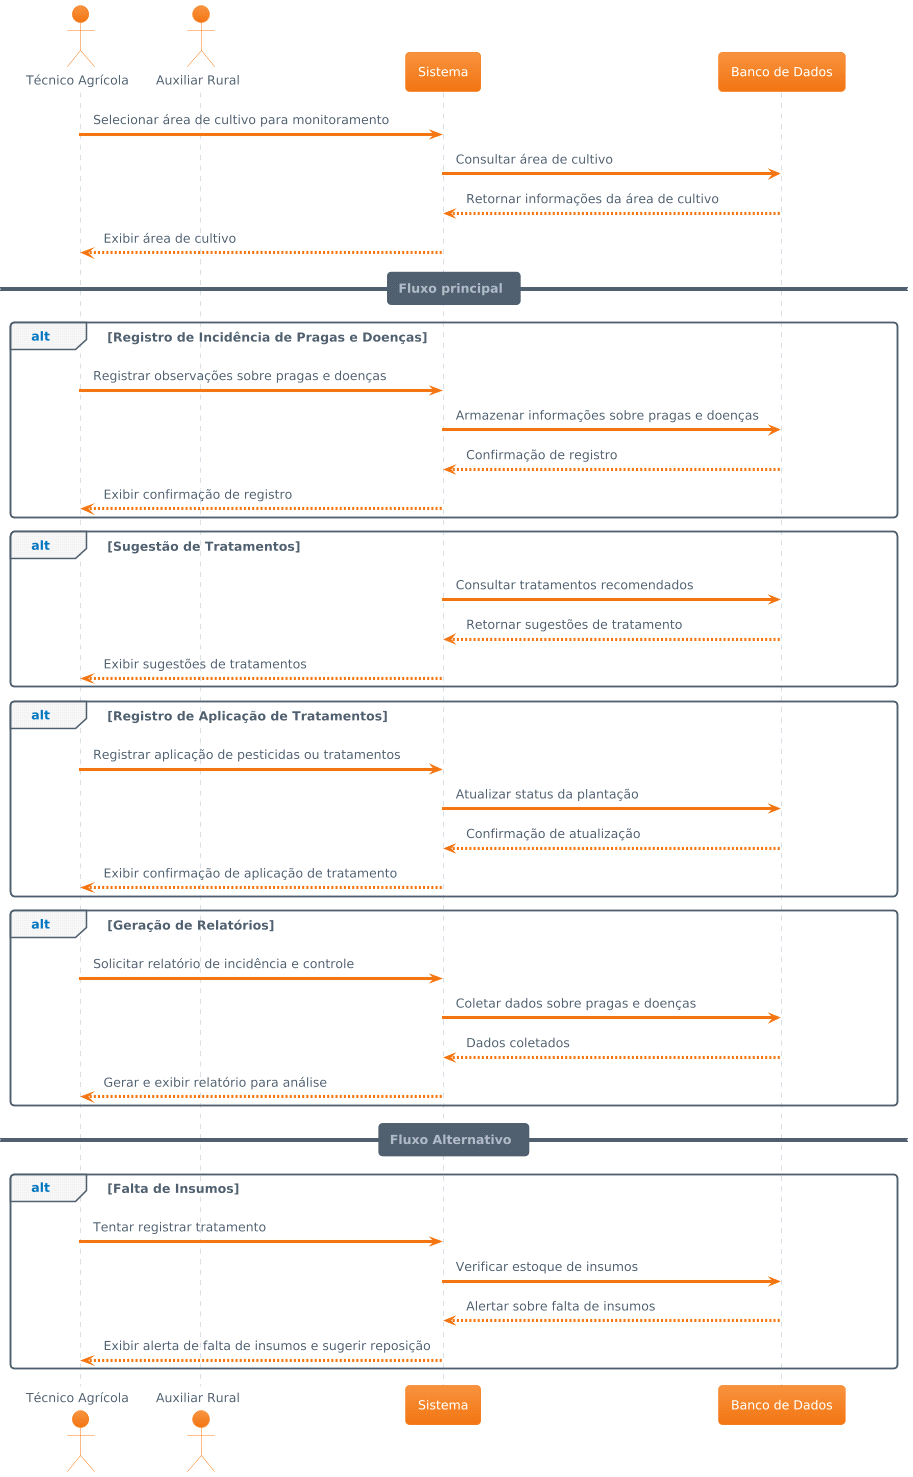 Técnico Agrícola
Auxiliar Rural
Sistema
Banco de Dados
Selecionar área de cultivo para monitoramento
Consultar área de cultivo
Retornar informações da área de cultivo
Exibir área de cultivo
Fluxo principal
alt [Registro de Incidência de Pragas e Doenças]
Registrar observações sobre pragas e doenças
Armazenar informações sobre pragas e doenças
Confirmação de registro
Exibir confirmação de registro
alt [Sugestão de Tratamentos]
Consultar tratamentos recomendados
Retornar sugestões de tratamento
Exibir sugestões de tratamentos
alt [Registro de Aplicação de Tratamentos]
Registrar aplicação de pesticidas ou tratamentos
Atualizar status da plantação
Confirmação de atualização
Exibir confirmação de aplicação de tratamento
alt [Geração de Relatórios]
Solicitar relatório de incidência e controle
Coletar dados sobre pragas e doenças
Dados coletados
Gerar e exibir relatório para análise
Fluxo Alternativo
alt [Falta de Insumos]
Tentar registrar tratamento
Verificar estoque de insumos
Alertar sobre falta de insumos
Exibir alerta de falta de insumos e sugerir reposição
Técnico Agrícola
Auxiliar Rural
Sistema
Banco de Dados